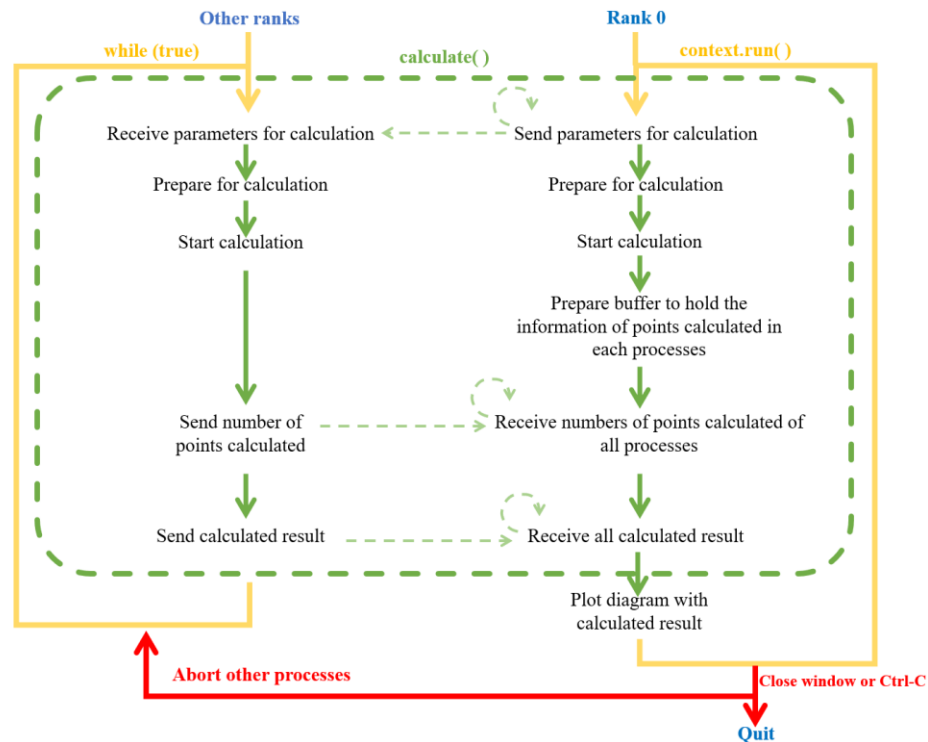 Other ranks
Rank 0
while (true)
calculate( )
context.run( )
Receive parameters for calculation
Send parameters for calculation
Prepare for calculation
Prepare for calculation
Start calculation
Start calculation
Prepare buffer to hold the
information of points calculated in
each processes
Send number of
points calculated
Receive numbers of points calculated of
all processes
Send calculated result
Receive all calculated result
Plot diagram with
calculated result
Abort other processes
Close window or Ctrl-C
Quit